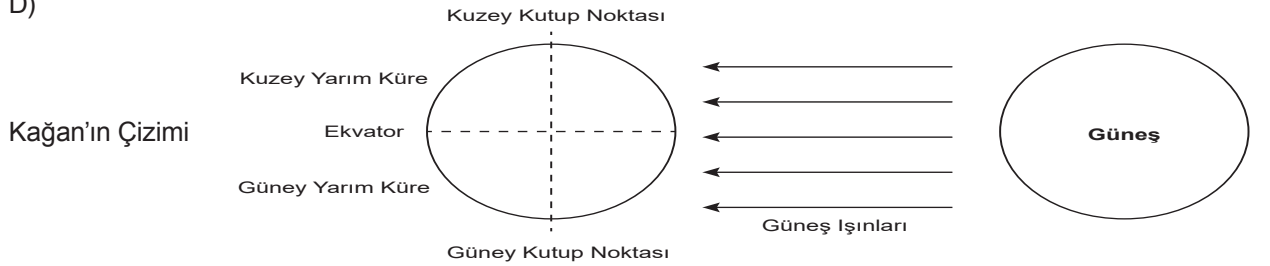 D)
Kuzey Kutup Noktası
Kuzey Yarım Küre
Kağan'ın Çizimi
Ekvator
Güneş
Güney Yarım Küre
Güneş Işınları
Güney Kutup Noktası